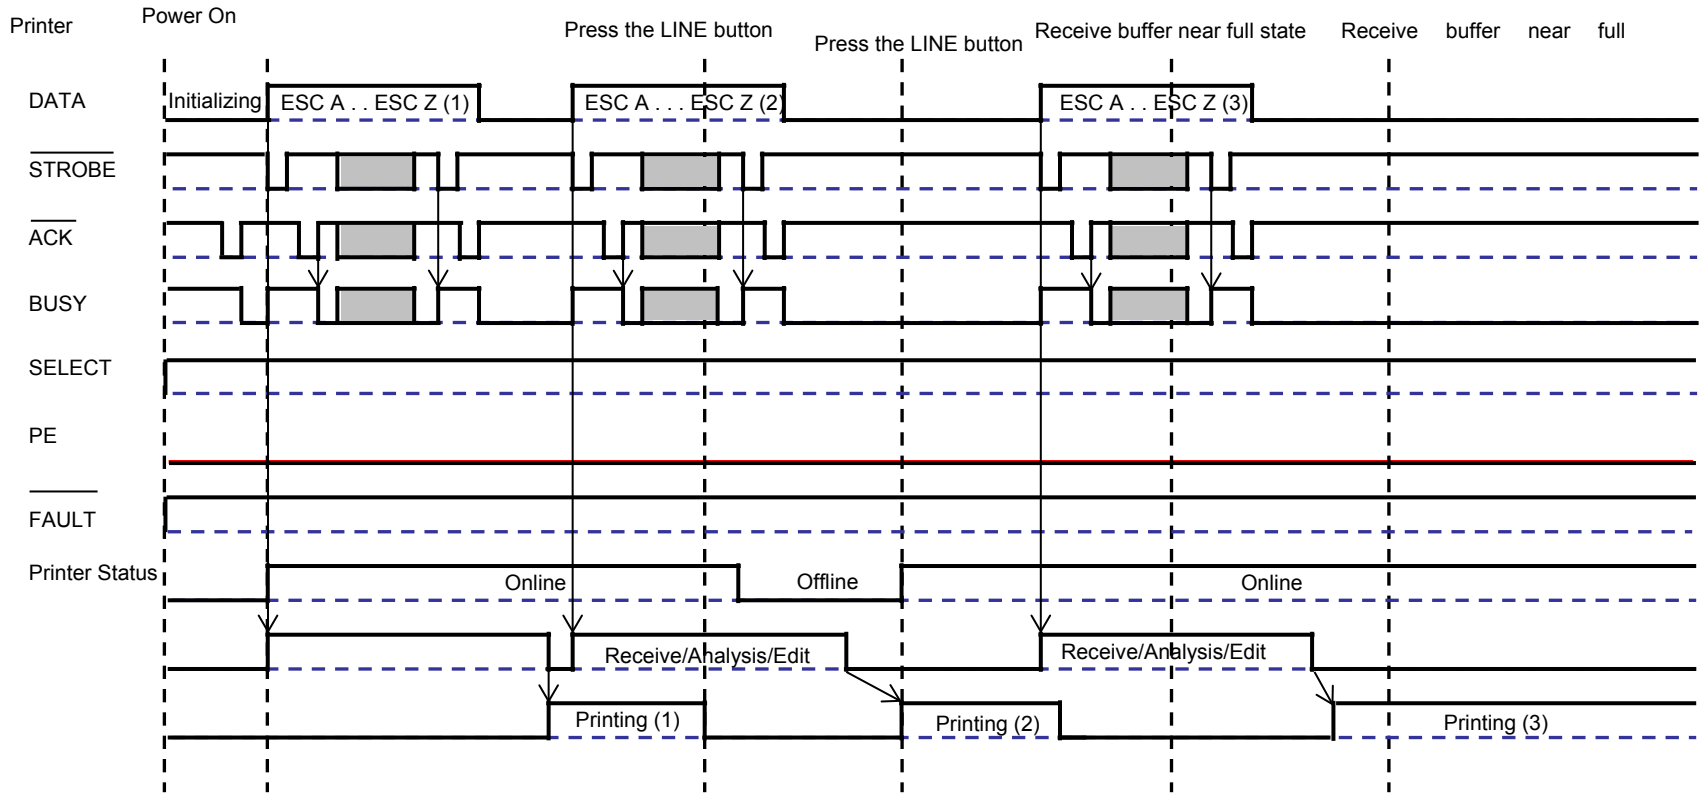 Printer
Power On
Press the LINE button
Press the LINE button
Receive buffer near full state
Receive buffer near full
DATA
Initializing
ESC A . . ESC Z (1)
ESC A . . . ESC Z (2)
ESC A . . ESC Z (3)
STROBE
ACK
BUSY
SELECT
PE
FAULT
Printer Status
Online
Offline
Online
Receive/Analysis/Edit
Receive/Analysis/Edit
Printing (1)
Printing (2)
Printing (3)